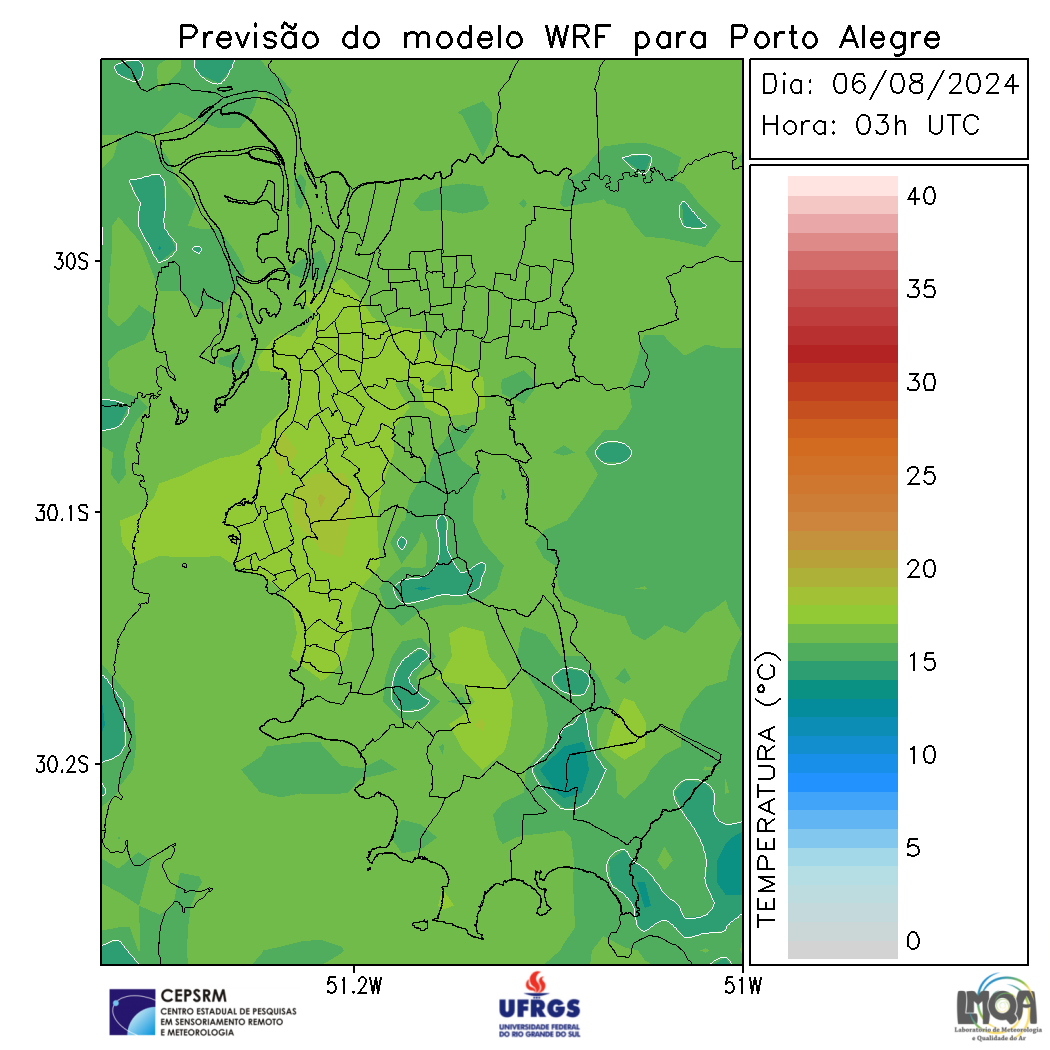 Previsão do modelo WRF para Porto Alegre
Dia: 06/08/2024
Hora: 03h UTC
30S
30.1S
30.2S
51.2W
51W
40
35
30
25
20
15
10
5
0
TEMPERATURA (°C)
CEPSRM
CENTRO ESTADUAL DE PESQUISAS
EM SENSORIAMENTO REMOTO
E METEOROLOGIA
UFRGS
UNIVERSIDADE FEDERAL
DO RIO GRANDE DO SUL
LMQA
Laboratório de Meteorologia
e Qualidade do Ar